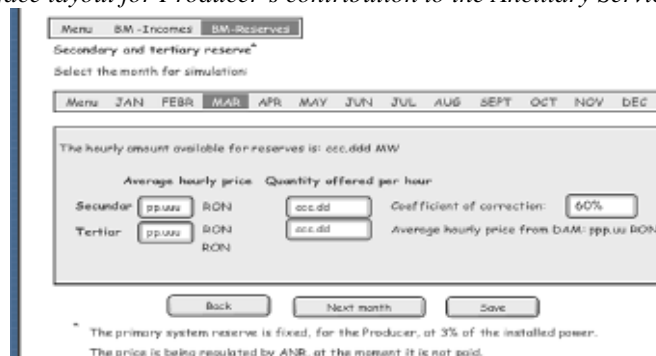 ace layout for Producer's contribution to the Ancillary Servic
Menu BM-Incomes BM-Reserves
Secondary and tertiary reserve*
Select the month for simulation:
Menu JAN FEBR MAR APR MAY JUN JUL AUG SEPT OCT NOV DEC
The hourly amount available for reserves is: ccc.ddd MW
Average hourly price Quantity offered per hour
Secundar pp.uuu RON ccc.dd Coefficient of correction: 60%
Tertiar pp.uuu RON ccc.dd Average hourly price from DAM: ppp.uu RON
RON
Back Next month Save
* The primary system reserve is fixed, for the Producer, at 3% of the installed power.
The price is being regulated by ANR, at the moment it is not paid.